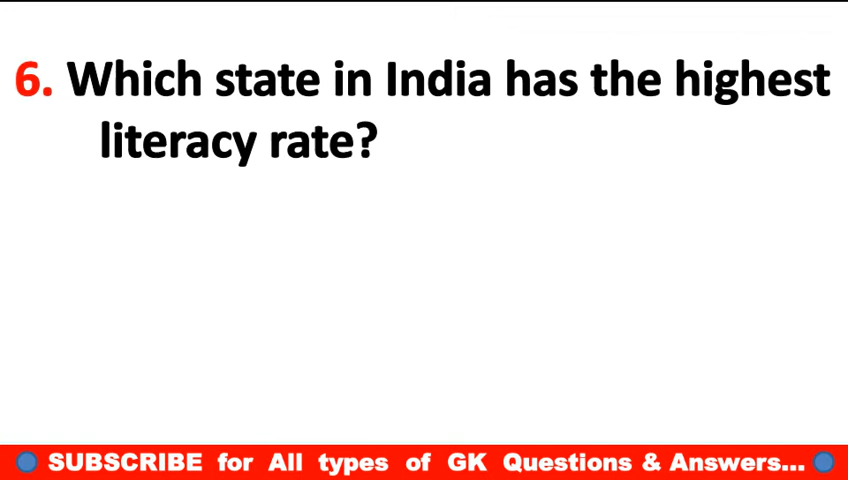 6. Which state in India has the highest
literacy rate?
SUBSCRIBE for All types of GK Questions & Answers...